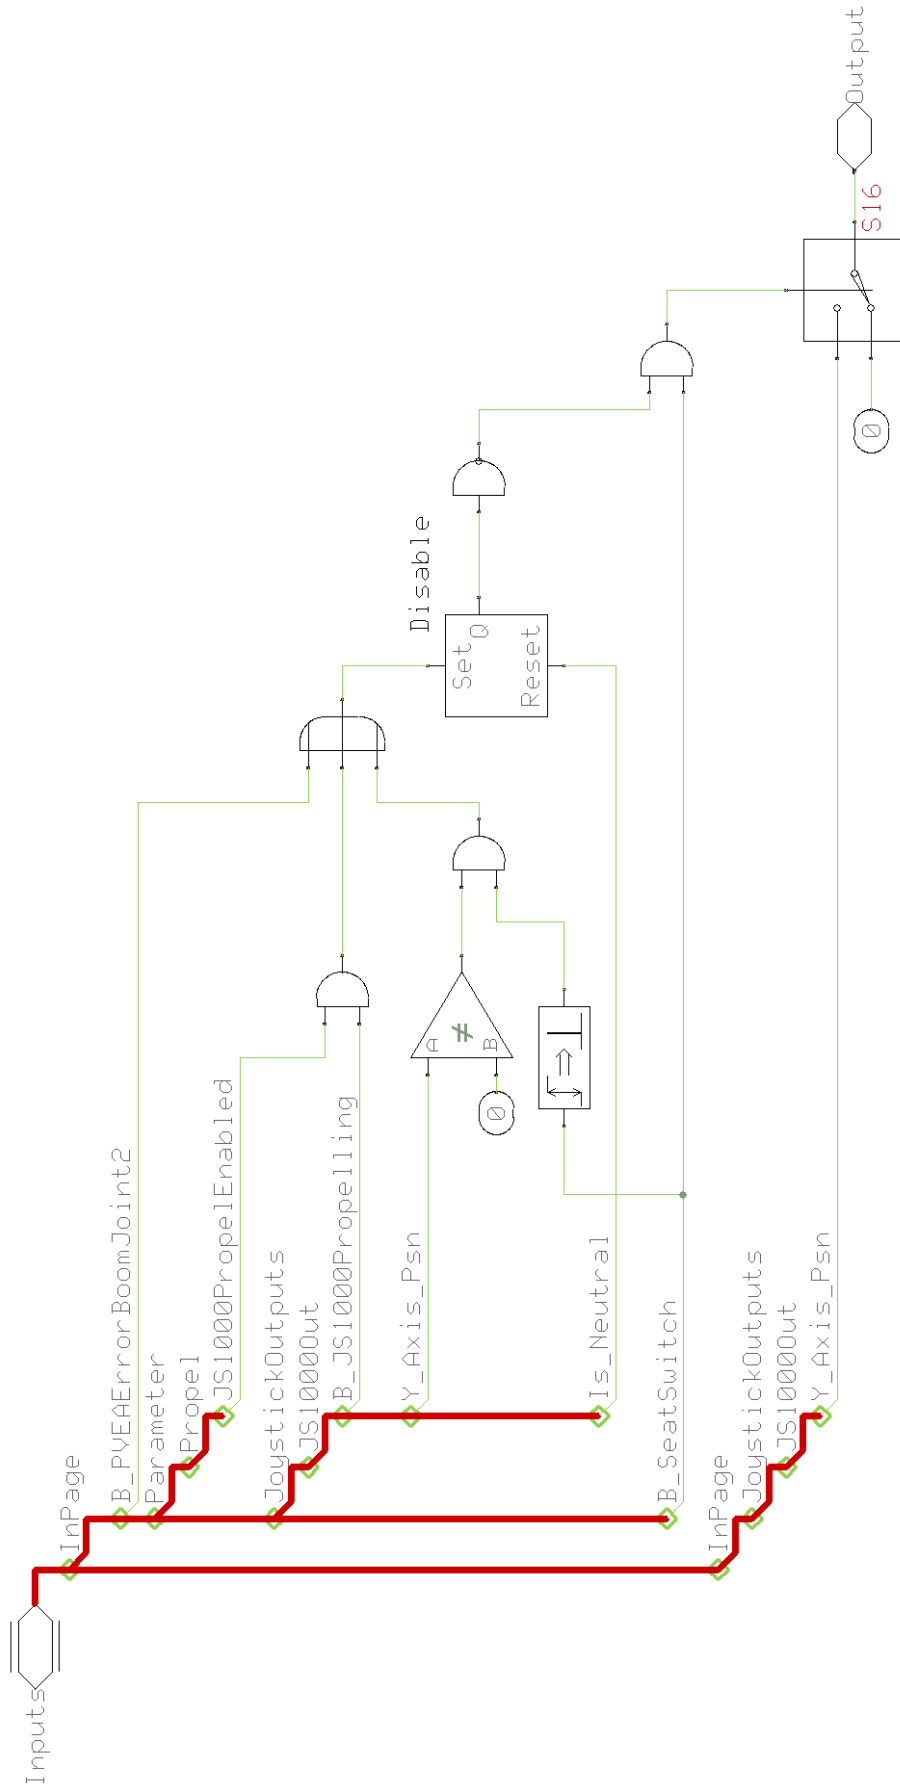 Inputs
InPage
B_PVEAErrorBoomJoint2
Parameter
Propel
JS1000PropelEnabled
JoystickOutputs
JS1000Out
B_JS1000Propelling
Y_Axis_Psn
Is_Neutral
B_SeatSwitch
InPage
JoystickOutputs
JS1000Out
Y_Axis_Psn
A
≠
B
0
Disable
Set
Q
Reset
0
S16
Output